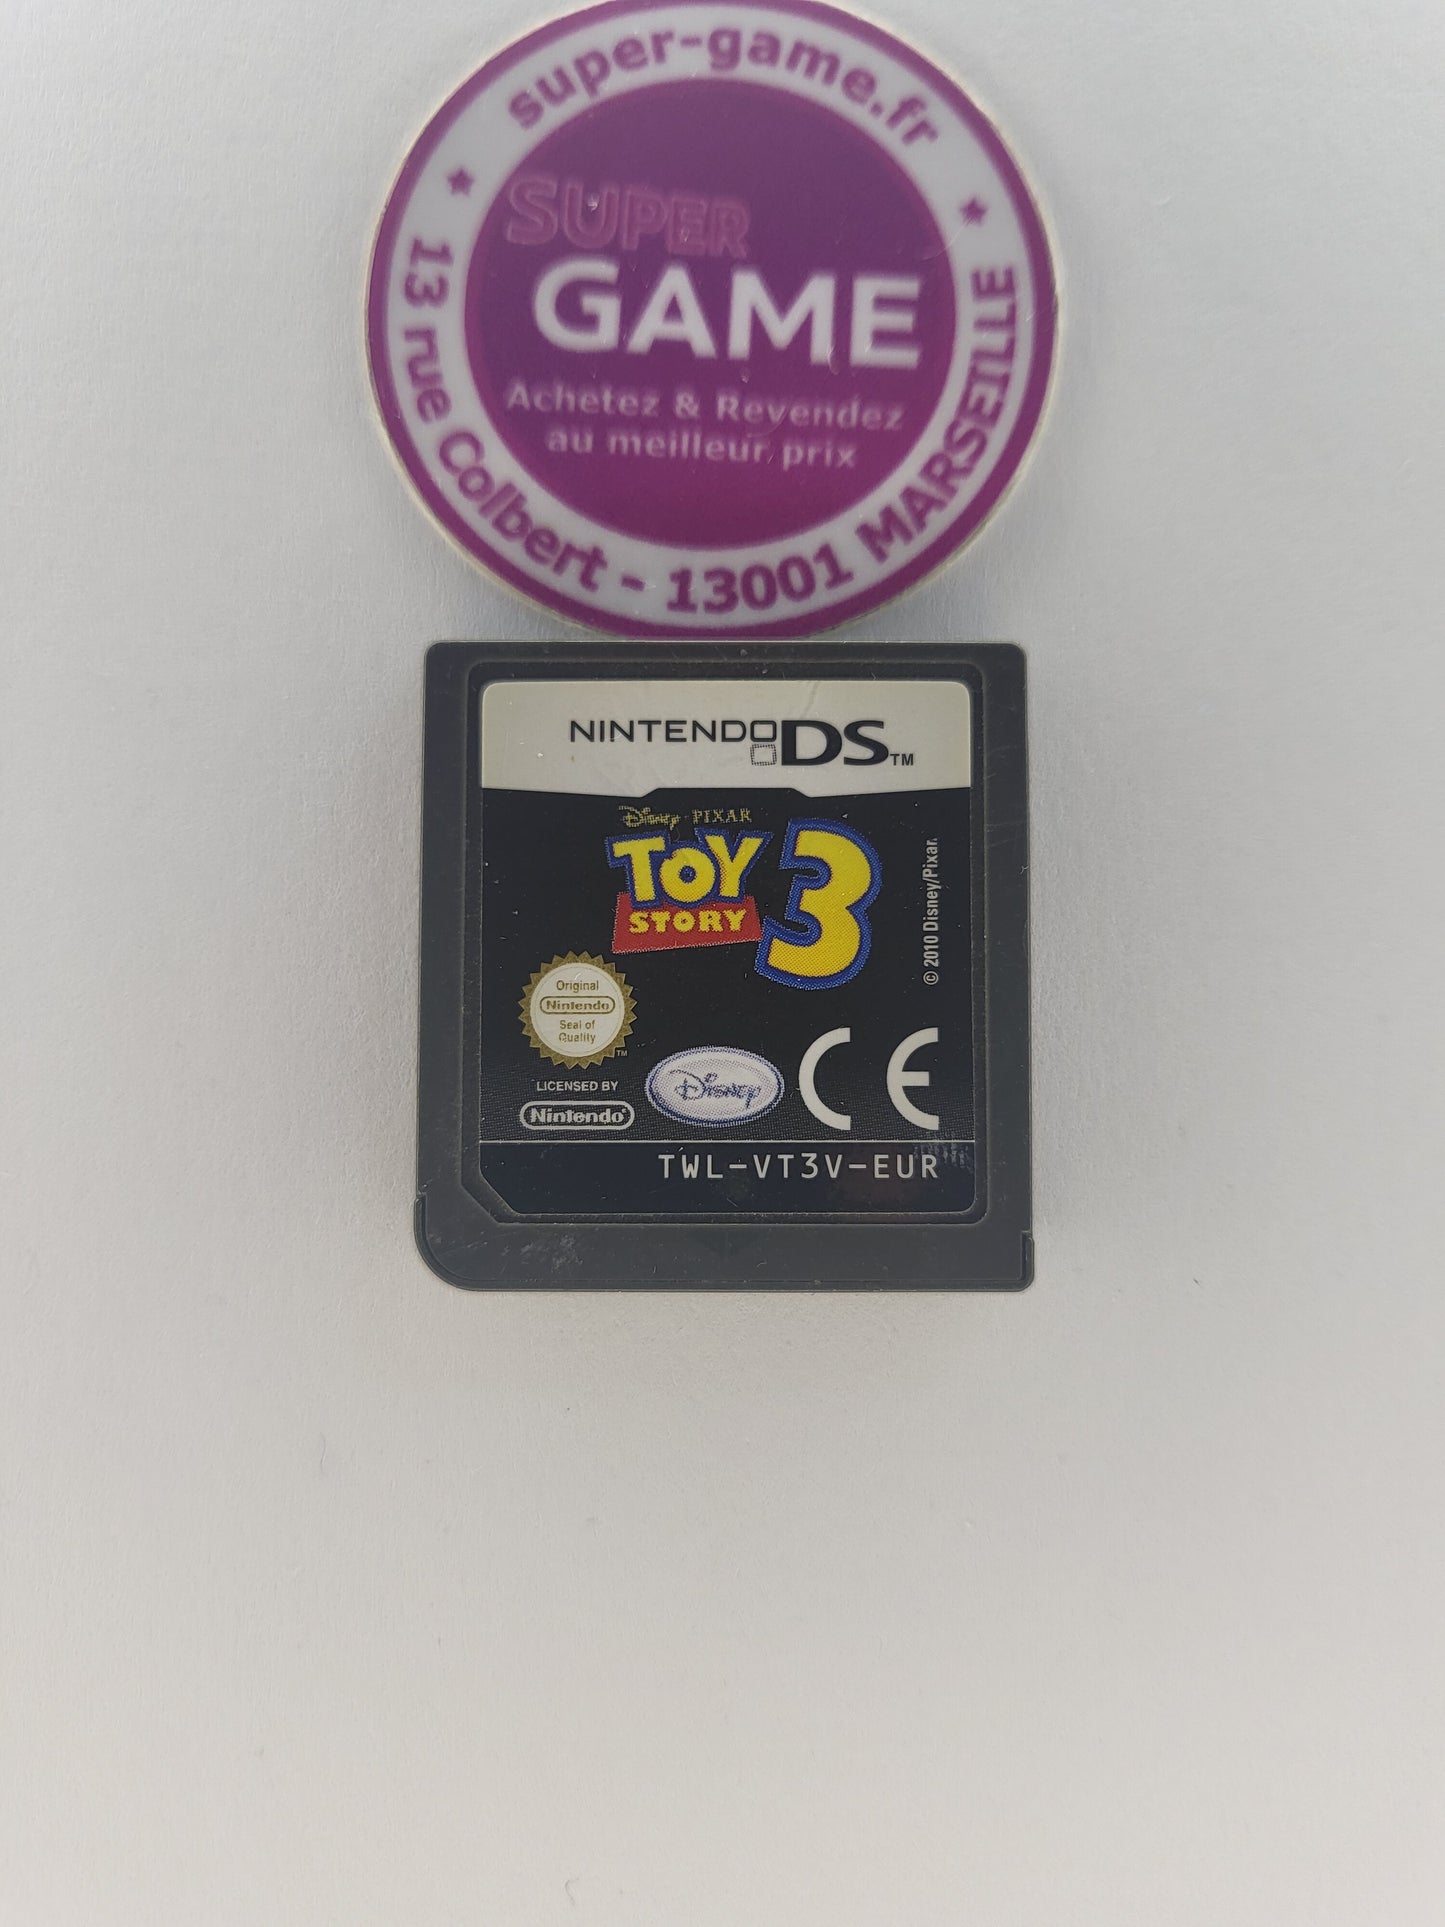 super-game.fr
SUPER
GAME
Achetez & Revendez
au meilleur prix
13 rue Colbert - 13001 MARSEILLE
NINTENDO DS™
Disney PIXAR
TOY
STORY
3
© 2010 Disney/Pixar.
Original
Nintendo
Seal of
Quality
TM
LICENSED BY
Nintendo®
Disney
CE
TWL-VT3V-EUR